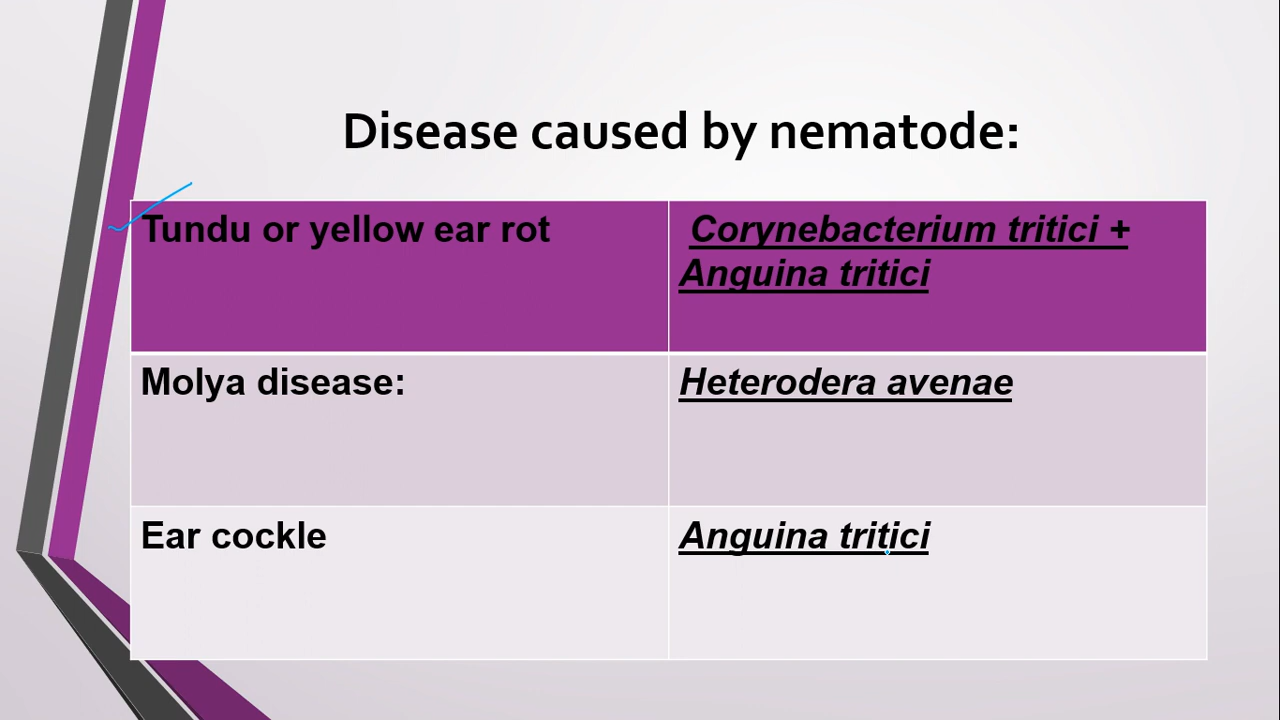 Disease caused by nematode:
Tundu or yellow ear rot
Corynebacterium tritici +
Anguina tritici
Molya disease:
Heterodera avenae
Ear cockle
Anguina tritici